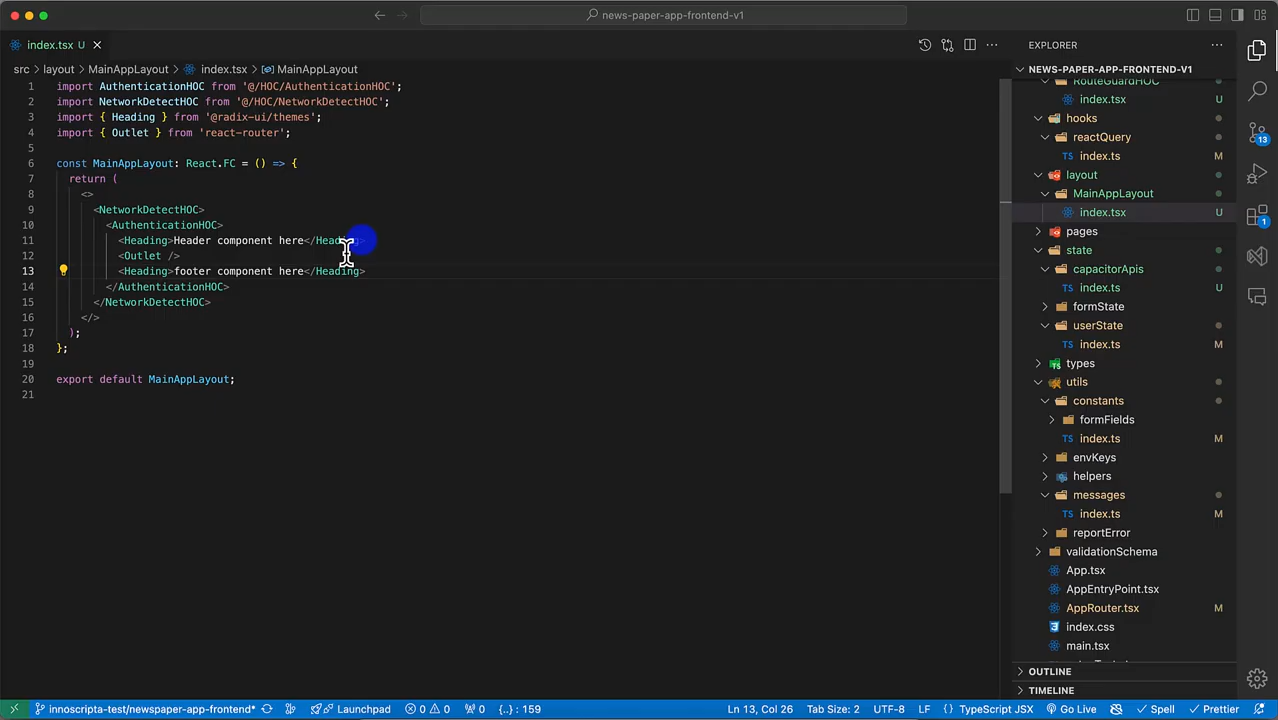 news-paper-app-frontend-v1
index.tsx U
EXPLORER
src > layout > MainAppLayout > index.tsx > MainAppLayout
1 import AuthenticationHOC from '@/HOC/AuthenticationHOC';
2 import NetworkDetectHOC from '@/HOC/NetworkDetectHOC';
3 import { Heading } from '@radix-ui/themes';
4 import { Outlet } from 'react-router';
5
6 const MainAppLayout: React.FC = () => {
7 return (
8 <>
9 <NetworkDetectHOC>
10 <AuthenticationHOC>
11 <Heading>Header component here</Heading>
12 <Outlet />
13 <Heading>footer component here</Heading>
14 </AuthenticationHOC>
15 </NetworkDetectHOC>
16 </>
17 );
18 };
19
20 export default MainAppLayout;
21
NEWS-PAPER-APP-FRONTEND-V1
RouteGuardHOC
index.tsx U
hooks
reactQuery
TS index.ts M
layout
MainAppLayout
index.tsx U
pages
state
capacitorApis
TS index.ts U
formState
userState
TS index.ts M
types
utils
constants
formFields
TS index.ts M
envKeys
helpers
messages
TS index.ts M
reportError
validationSchema
App.tsx
AppEntryPoint.tsx
AppRouter.tsx M
index.css
main.tsx
OUTLINE
TIMELINE
13
1
innoscripta-test/newspaper-app-frontend* Launchpad 0 0 0 {..} : 159 Ln 13, Col 26 Tab Size: 2 UTF-8 LF {} TypeScript JSX Go Live Spell Prettier